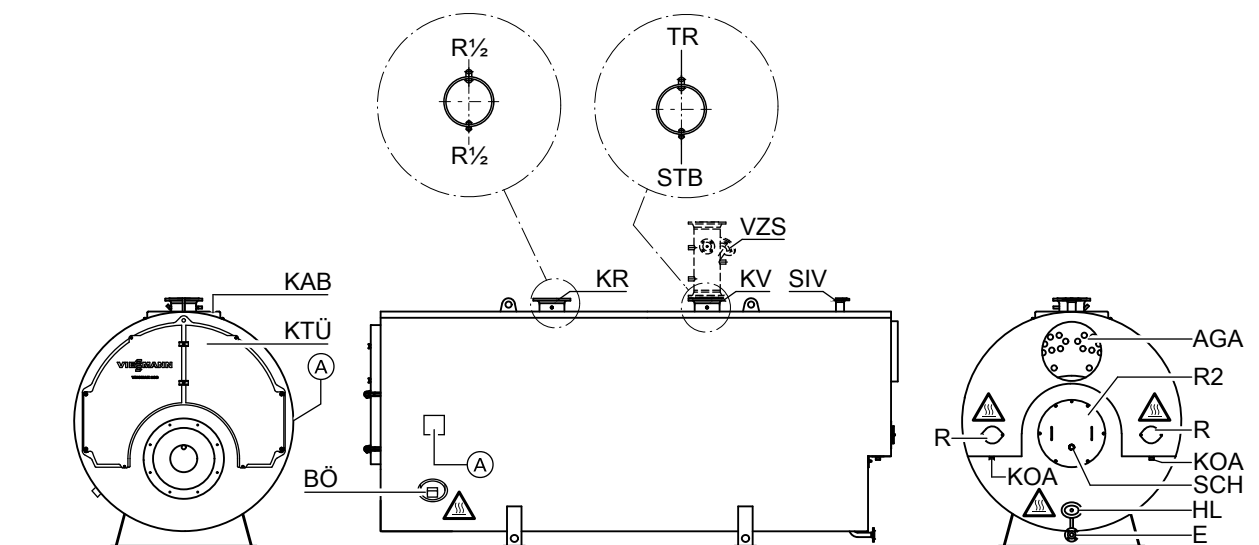 R½
R½
TR
STB
VZS
KR
KV
SIV
KAB
KTÜ
A
VIESMANN
A
BÖ
AGA
R2
R
R
KOA
KOA
SCH
HL
E